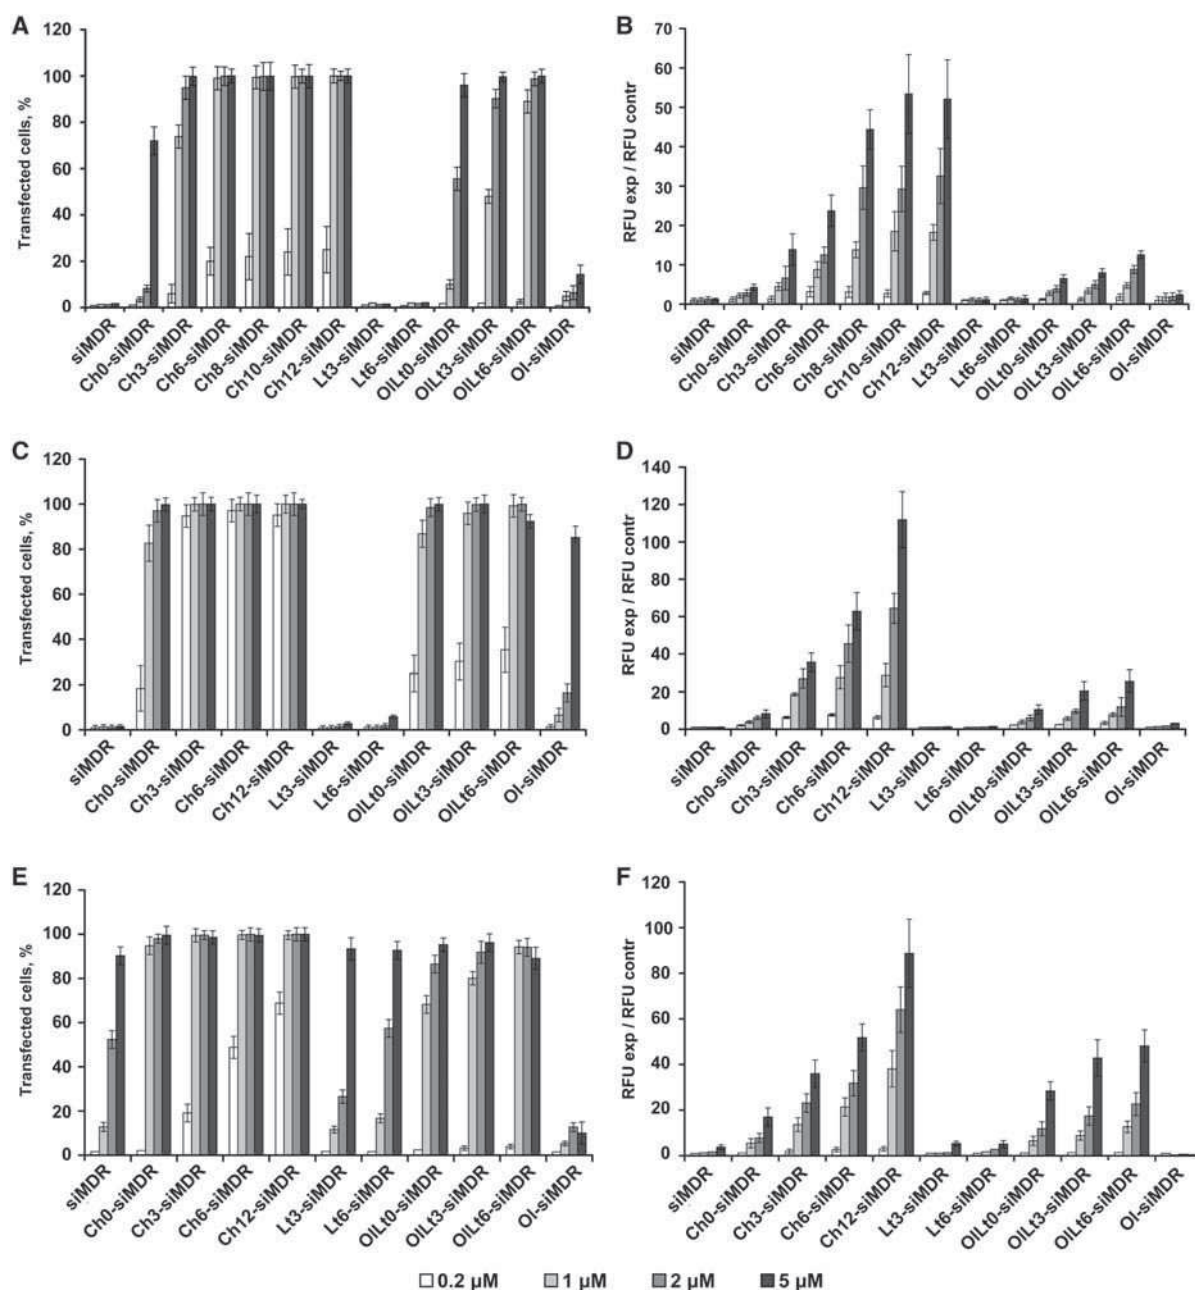 A
B
Transfected cells, %
120
100
80
60
40
20
0
siMDR
Ch0-siMDR
Ch3-siMDR
Ch6-siMDR
Ch8-siMDR
Ch10-siMDR
Ch12-siMDR
Lt3-siMDR
Lt6-siMDR
OlLt0-siMDR
OlLt3-siMDR
OlLt6-siMDR
Ol-siMDR
RFU exp / RFU contr
70
60
50
40
30
20
10
0
siMDR
Ch0-siMDR
Ch3-siMDR
Ch6-siMDR
Ch8-siMDR
Ch10-siMDR
Ch12-siMDR
Lt3-siMDR
Lt6-siMDR
OlLt0-siMDR
OlLt3-siMDR
OlLt6-siMDR
Ol-siMDR
C
D
Transfected cells, %
120
100
80
60
40
20
0
siMDR
Ch0-siMDR
Ch3-siMDR
Ch6-siMDR
Ch12-siMDR
Lt3-siMDR
Lt6-siMDR
OlLt0-siMDR
OlLt3-siMDR
OlLt6-siMDR
Ol-siMDR
RFU exp / RFU contr
140
120
100
80
60
40
20
0
siMDR
Ch0-siMDR
Ch3-siMDR
Ch6-siMDR
Ch12-siMDR
Lt3-siMDR
Lt6-siMDR
OlLt0-siMDR
OlLt3-siMDR
OlLt6-siMDR
Ol-siMDR
E
F
Transfected cells, %
120
100
80
60
40
20
0
siMDR
Ch0-siMDR
Ch3-siMDR
Ch6-siMDR
Ch12-siMDR
Lt3-siMDR
Lt6-siMDR
OlLt0-siMDR
OlLt3-siMDR
OlLt6-siMDR
Ol-siMDR
RFU exp / RFU contr
120
100
80
60
40
20
0
siMDR
Ch0-siMDR
Ch3-siMDR
Ch6-siMDR
Ch12-siMDR
Lt3-siMDR
Lt6-siMDR
OlLt0-siMDR
OlLt3-siMDR
OlLt6-siMDR
Ol-siMDR
0.2 µM 1 µM 2 µM 5 µM